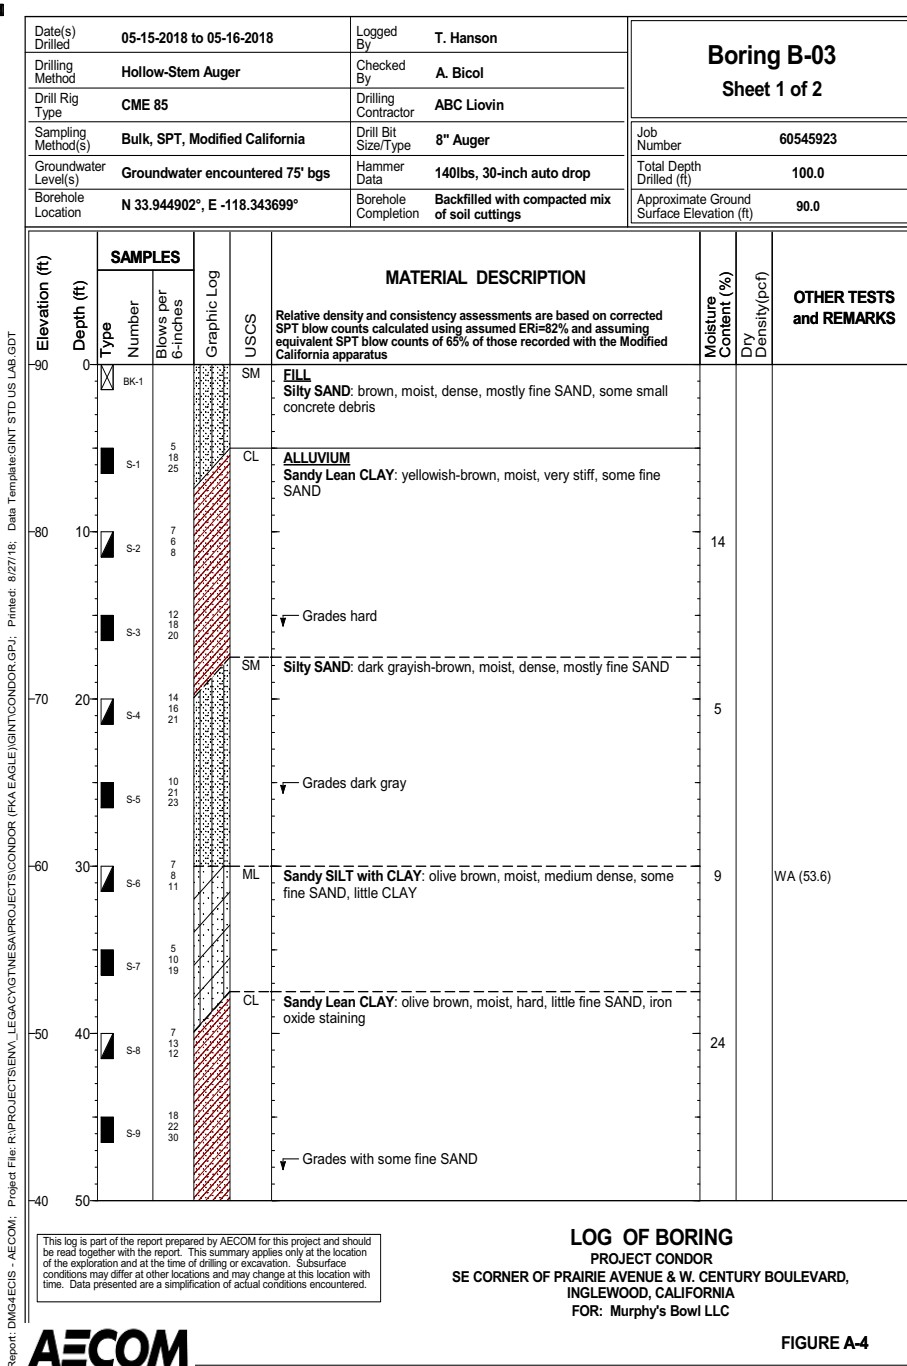 Date(s)
Drilled
05-15-2018 to 05-16-2018
Logged
By
T. Hanson
Drilling
Method
Hollow-Stem Auger
Checked
By
A. Bicol
Drill Rig
Type
CME 85
Drilling
Contractor
ABC Liovin
Sampling
Method(s)
Bulk, SPT, Modified California
Drill Bit
Size/Type
8" Auger
Groundwater
Level(s)
Groundwater encountered 75' bgs
Hammer
Data
140lbs, 30-inch auto drop
Borehole
Location
N 33.944902°, E -118.343699°
Borehole
Completion
Backfilled with compacted mix
of soil cuttings
Boring B-03
Sheet 1 of 2
Job
Number
60545923
Total Depth
Drilled (ft)
100.0
Approximate Ground
Surface Elevation (ft)
90.0
Elevation (ft)
Depth (ft)
SAMPLES
Type
Number
Blows per
6-inches
Graphic Log
USCS
MATERIAL DESCRIPTION
Relative density and consistency assessments are based on corrected
SPT blow counts calculated using assumed ERi=82% and assuming
equivalent SPT blow counts of 65% of those recorded with the Modified
California apparatus
Moisture
Content (%)
Dry
Density(pcf)
OTHER TESTS
and REMARKS
90
0
BK-1
SM
FILL
Silty SAND: brown, moist, dense, mostly fine SAND, some small
concrete debris
S-1
5
18
25
CL
ALLUVIUM
Sandy Lean CLAY: yellowish-brown, moist, very stiff, some fine
SAND
80
10
S-2
7
6
8
14
S-3
12
18
20
Grades hard
SM
Silty SAND: dark grayish-brown, moist, dense, mostly fine SAND
70
20
S-4
14
16
21
5
S-5
10
21
23
Grades dark gray
60
30
S-6
7
8
11
ML
Sandy SILT with CLAY: olive brown, moist, medium dense, some
fine SAND, little CLAY
9
WA (53.6)
S-7
5
10
19
CL
Sandy Lean CLAY: olive brown, moist, hard, little fine SAND, iron
oxide staining
50
40
S-8
7
13
12
24
S-9
18
22
30
Grades with some fine SAND
40
50
Report: DMG4ECIS - AECOM; Project File: R:\PROJECTS\ENV\_LEGACY\GT\NESA\PROJECTS\CONDOR (FKA EAGLE)\GINT\CONDOR.GPJ; Printed: 8/27/18; Data Template:GINT STD US LAB.GDT
This log is part of the report prepared by AECOM for this project and should
be read together with the report. This summary applies only at the location
of the exploration and at the time of drilling or excavation. Subsurface
conditions may differ at other locations and may change at this location with
time. Data presented are a simplification of actual conditions encountered.
LOG OF BORING
PROJECT CONDOR
SE CORNER OF PRAIRIE AVENUE & W. CENTURY BOULEVARD,
INGLEWOOD, CALIFORNIA
FOR: Murphy's Bowl LLC
AECOM
FIGURE A-4